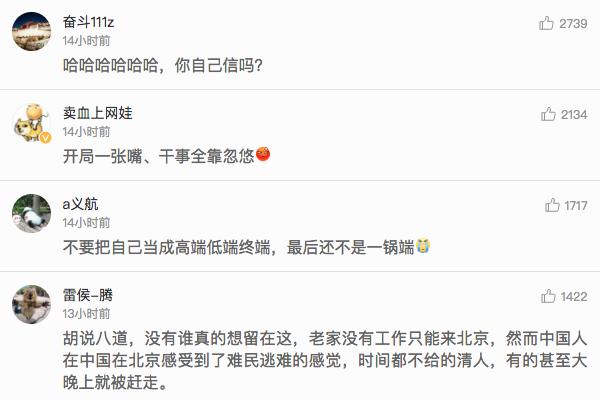 奋斗111z
2739
14小时前
哈哈哈哈哈哈，你自己信吗？
卖血上网娃
2134
14小时前
开局一张嘴、干事全靠忽悠
a义航
1717
14小时前
不要把自己当成高端低端终端，最后还不是一锅端
雷侯-腾
1422
13小时前
胡说八道，没有谁真的想留在这，老家没有工作只能来北京，然而中国人
在中国在北京感受到了难民逃难的感觉，时间都不给的清人，有的甚至大
晚上就被赶走。